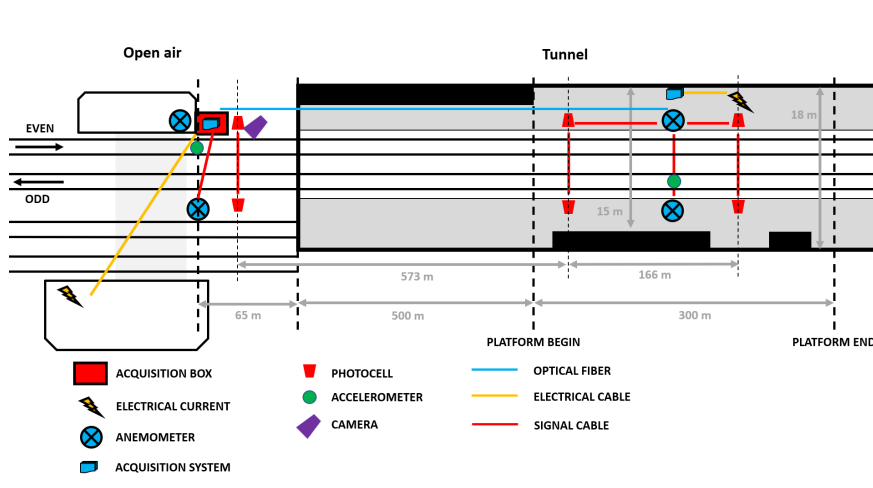 Open air
Tunnel
EVEN
18 m
ODD
15 m
573 m
166 m
65 m
500 m
300 m
PLATFORM BEGIN
PLATFORM END
ACQUISITION BOX
PHOTOCELL
OPTICAL FIBER
ELECTRICAL CURRENT
ACCELEROMETER
ELECTRICAL CABLE
ANEMOMETER
CAMERA
SIGNAL CABLE
ACQUISITION SYSTEM